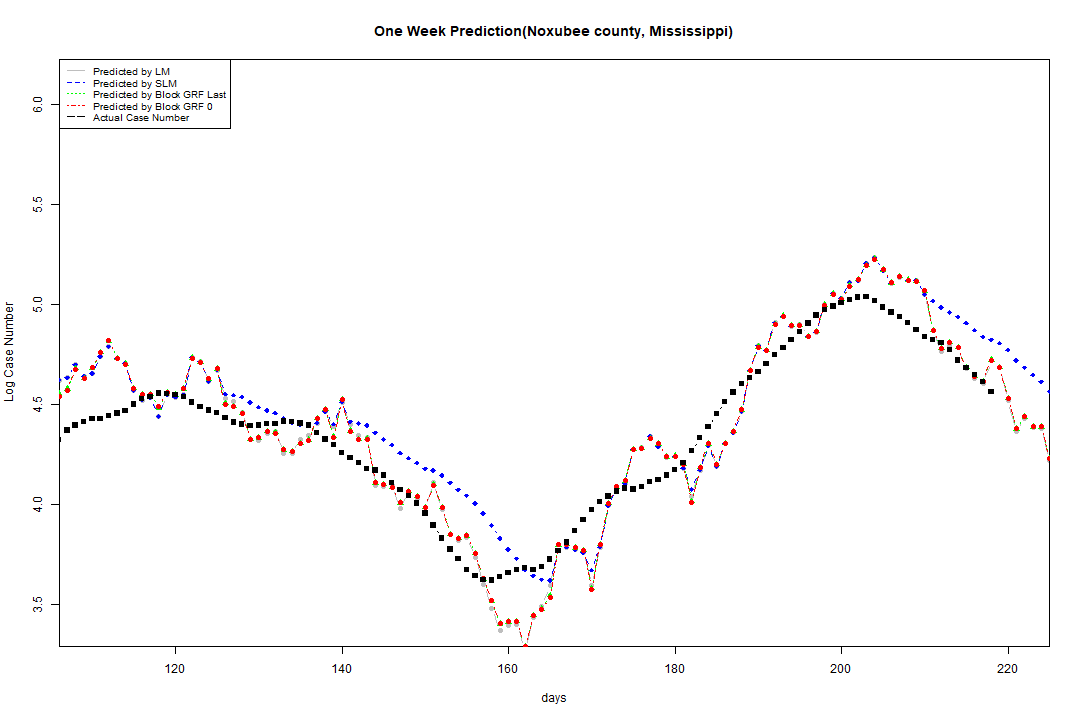 One Week Prediction(Noxubee county, Mississippi)
Predicted by LM
Predicted by SLM
Predicted by Block GRF Last
Predicted by Block GRF 0
Actual Case Number
6.0
5.5
5.0
4.5
4.0
3.5
Log Case Number
120 140 160 180 200 220
days